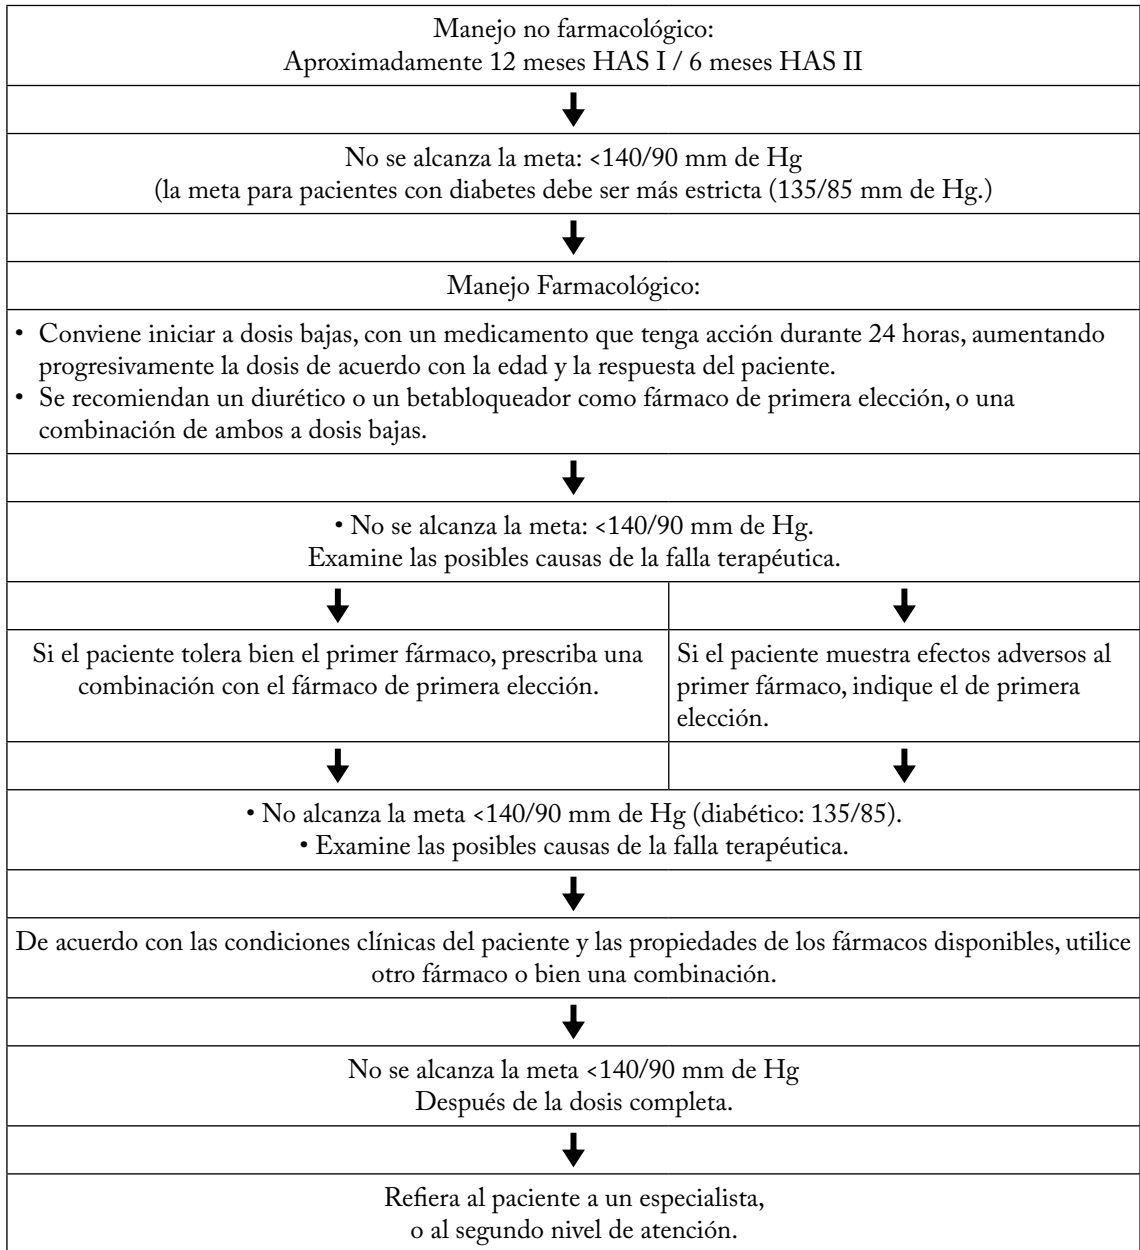 Manejo no farmacológico:
Aproximadamente 12 meses HAS I / 6 meses HAS II
No se alcanza la meta: <140/90 mm de Hg
(la meta para pacientes con diabetes debe ser más estricta (135/85 mm de Hg.)
Manejo Farmacológico:
• Conviene iniciar a dosis bajas, con un medicamento que tenga acción durante 24 horas, aumentando
progresivamente la dosis de acuerdo con la edad y la respuesta del paciente.
• Se recomiendan un diurético o un betabloqueador como fármaco de primera elección, o una
combinación de ambos a dosis bajas.
• No se alcanza la meta: <140/90 mm de Hg.
Examine las posibles causas de la falla terapéutica.
Si el paciente tolera bien el primer fármaco, prescriba una
combinación con el fármaco de primera elección.
Si el paciente muestra efectos adversos al
primer fármaco, indique el de primera
elección.
• No alcanza la meta <140/90 mm de Hg (diabético: 135/85).
• Examine las posibles causas de la falla terapéutica.
De acuerdo con las condiciones clínicas del paciente y las propiedades de los fármacos disponibles, utilice
otro fármaco o bien una combinación.
No se alcanza la meta <140/90 mm de Hg
Después de la dosis completa.
Refiera al paciente a un especialista,
o al segundo nivel de atención.